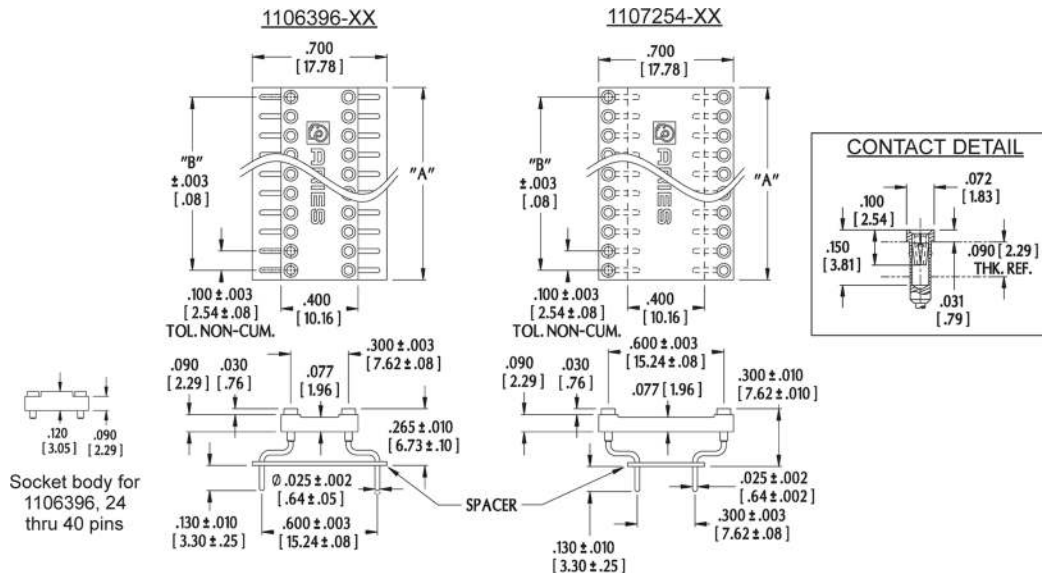 1106396-XX
.700
[ 17.78 ]
"B"
±.003
[ .08 ]
"A"
ARIES
.100 ±.003
[ 2.54 ±.08 ]
TOL. NON-CUM.
.400
[ 10.16 ]
.090
[ 2.29 ]
.030
[ .76 ]
.077
[ 1.96 ]
.300 ±.003
[ 7.62 ±.08 ]
.265 ±.010
[ 6.73 ±.10 ]
Ø .025 ±.002
[ .64 ±.05 ]
.130 ±.010
[ 3.30 ±.25 ]
.600 ±.003
[ 15.24 ±.08 ]
SPACER
.120
[ 3.05 ]
.090
[ 2.29 ]
Socket body for
1106396, 24
thru 40 pins
1107254-XX
.700
[ 17.78 ]
"B"
±.003
[ .08 ]
"A"
ARIES
.100 ±.003
[ 2.54 ±.08 ]
TOL. NON-CUM.
.400
[ 10.16 ]
.600 ±.003
[ 15.24 ±.08 ]
.090
[ 2.29 ]
.030
[ .76 ]
.077 [ 1.96 ]
.300 ±.010
[ 7.62 ±.010 ]
.025 ±.002
[ .64 ±.002 ]
.300 ±.003
[ 7.62 ±.08 ]
.130 ±.010
[ 3.30 ±.25 ]
CONTACT DETAIL
.072
[ 1.83 ]
.100
[ 2.54 ]
.150
[ 3.81 ]
.090 [ 2.29 ]
THK. REF.
.031
[ .79 ]